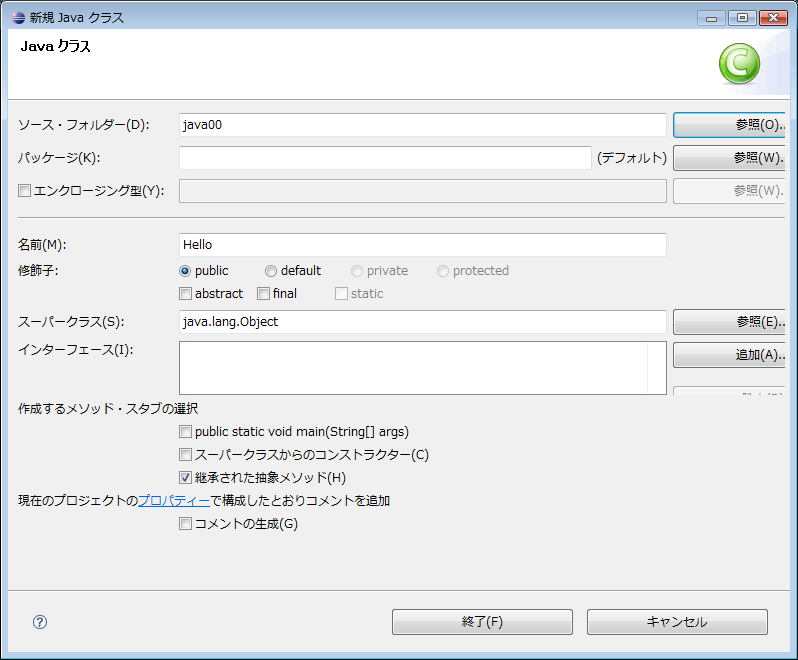 新規 Java クラス
Java クラス
ソース・フォルダー(D): java00 参照(O)..
パッケージ(K): (デフォルト) 参照(W).
エンクロージング型(Y): 参照(W).
名前(M): Hello
修飾子: public default private protected
abstract final static
スーパークラス(S): java.lang.Object 参照(E)..
インターフェース(I): 追加(A)..
作成するメソッド・スタブの選択
public static void main(String[] args)
スーパークラスからのコンストラクター(C)
継承された抽象メソッド(H)
現在のプロジェクトのプロパティーで構成したとおりコメントを追加
コメントの生成(G)
終了(F) キャンセル